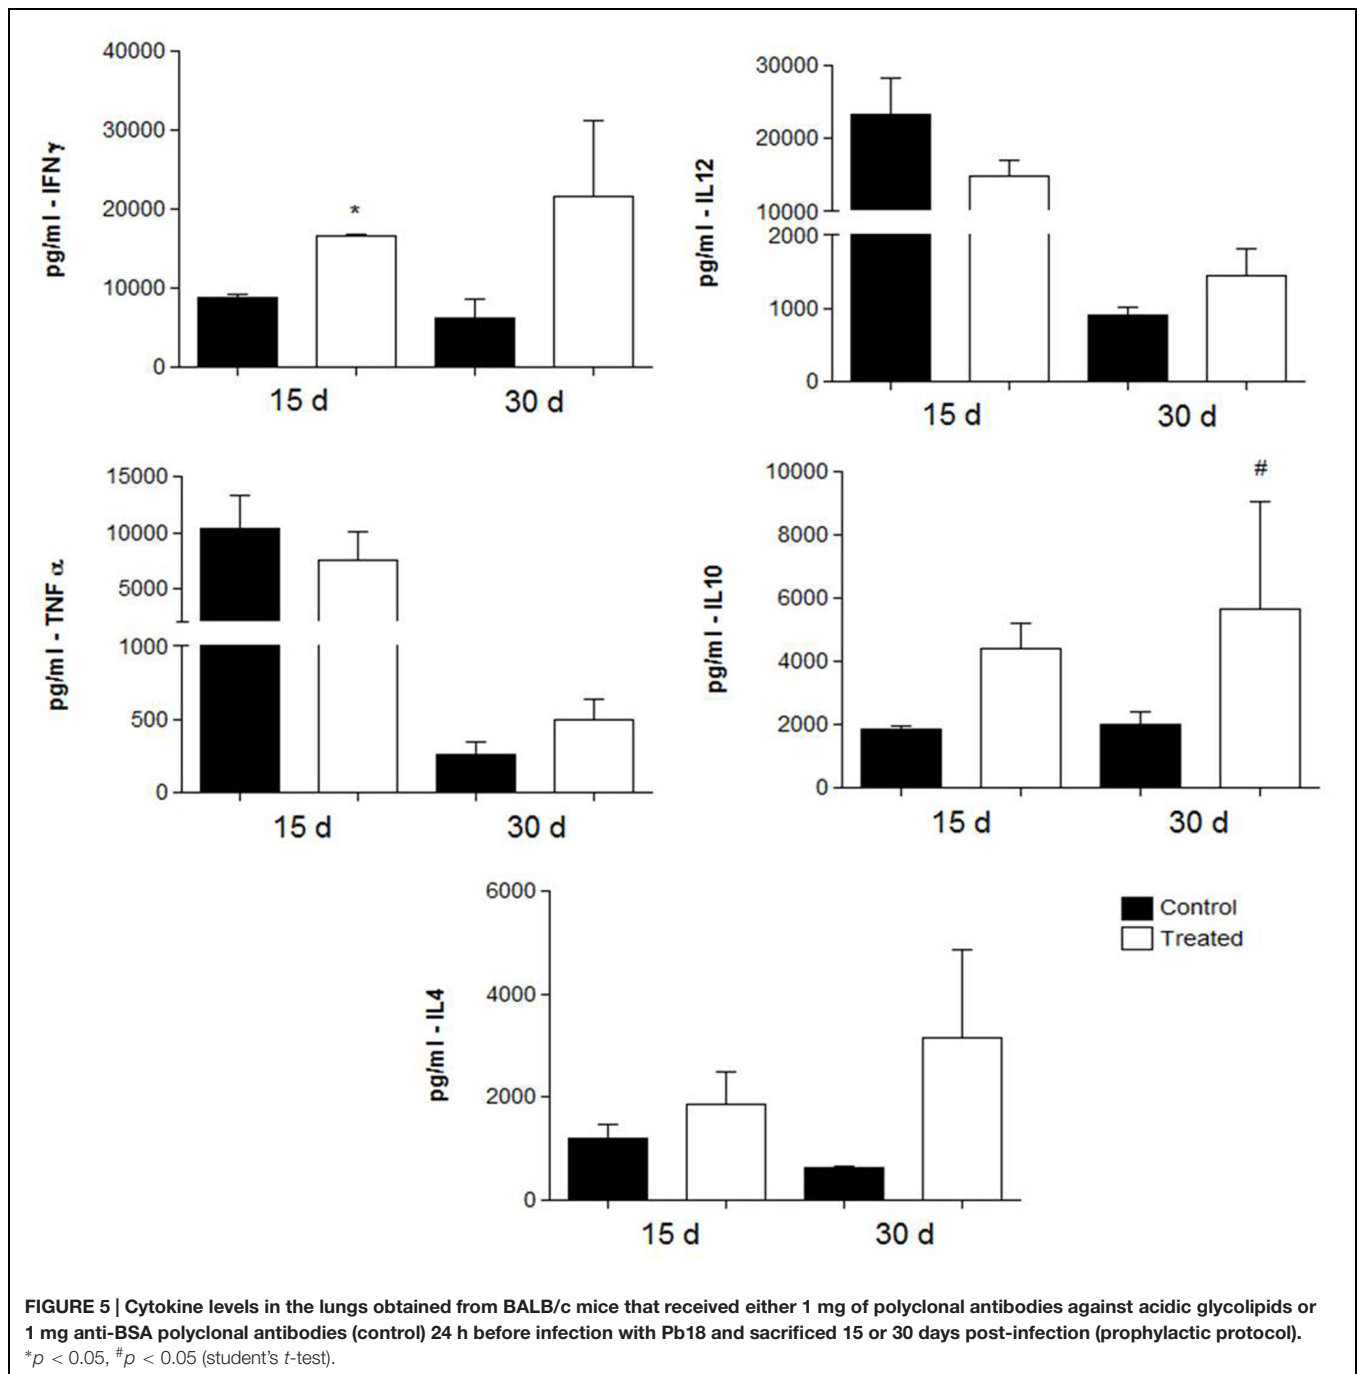 40000
30000
20000
10000
0
pg/ml - IFNγ
*
15 d
30 d
30000
20000
10000
2000
1000
0
pg/ml - IL12
15 d
30 d
15000
10000
5000
1000
500
0
pg/ml - TNF α
15 d
30 d
10000
8000
6000
4000
2000
0
pg/ml - IL10
#
15 d
30 d
6000
4000
2000
0
pg/ml - IL4
15 d
30 d
Control
Treated
FIGURE 5 | Cytokine levels in the lungs obtained from BALB/c mice that received either 1 mg of polyclonal antibodies against acidic glycolipids or
1 mg anti-BSA polyclonal antibodies (control) 24 h before infection with Pb18 and sacrificed 15 or 30 days post-infection (prophylactic protocol).
*p < 0.05, #p < 0.05 (student's t-test).